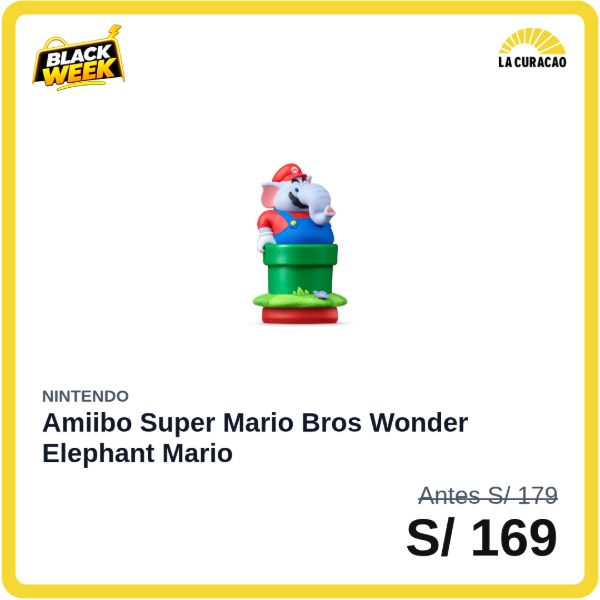 BLACK
WEEK
LA CURACAO
NINTENDO
Amiibo Super Mario Bros Wonder
Elephant Mario
Antes S/ 179
S/ 169